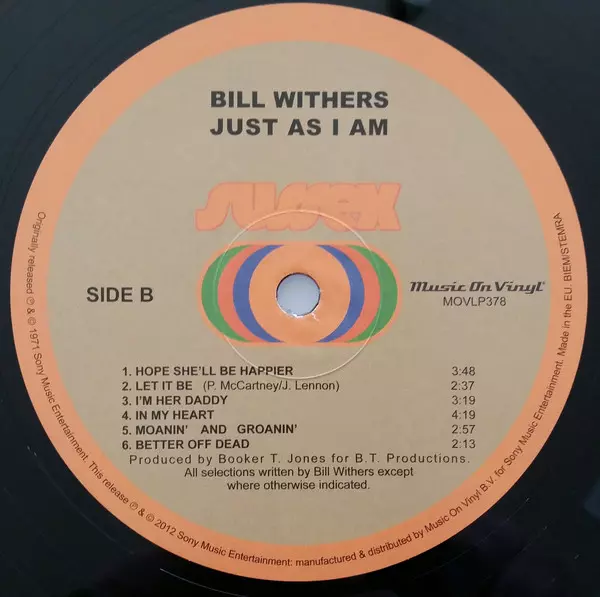 BILL WITHERS
JUST AS I AM
sussex
SIDE B
Music On Vinyl
MOVLP378
1. HOPE SHE'LL BE HAPPIER 3:48
2. LET IT BE (P. McCartney/J. Lennon) 2:37
3. I'M HER DADDY 3:19
4. IN MY HEART 4:19
5. MOANIN' AND GROANIN' 2:57
6. BETTER OFF DEAD 2:13
Produced by Booker T. Jones for B.T. Productions.
All selections written by Bill Withers except
where otherwise indicated.
Originally released ℗ & © 1971 Sony Music Entertainment. This release ℗ & © 2012 Sony Music Entertainment: manufactured & distributed by Music On Vinyl B.V. for Sony Music Entertainment. Made in the EU. BIEM/STEMRA